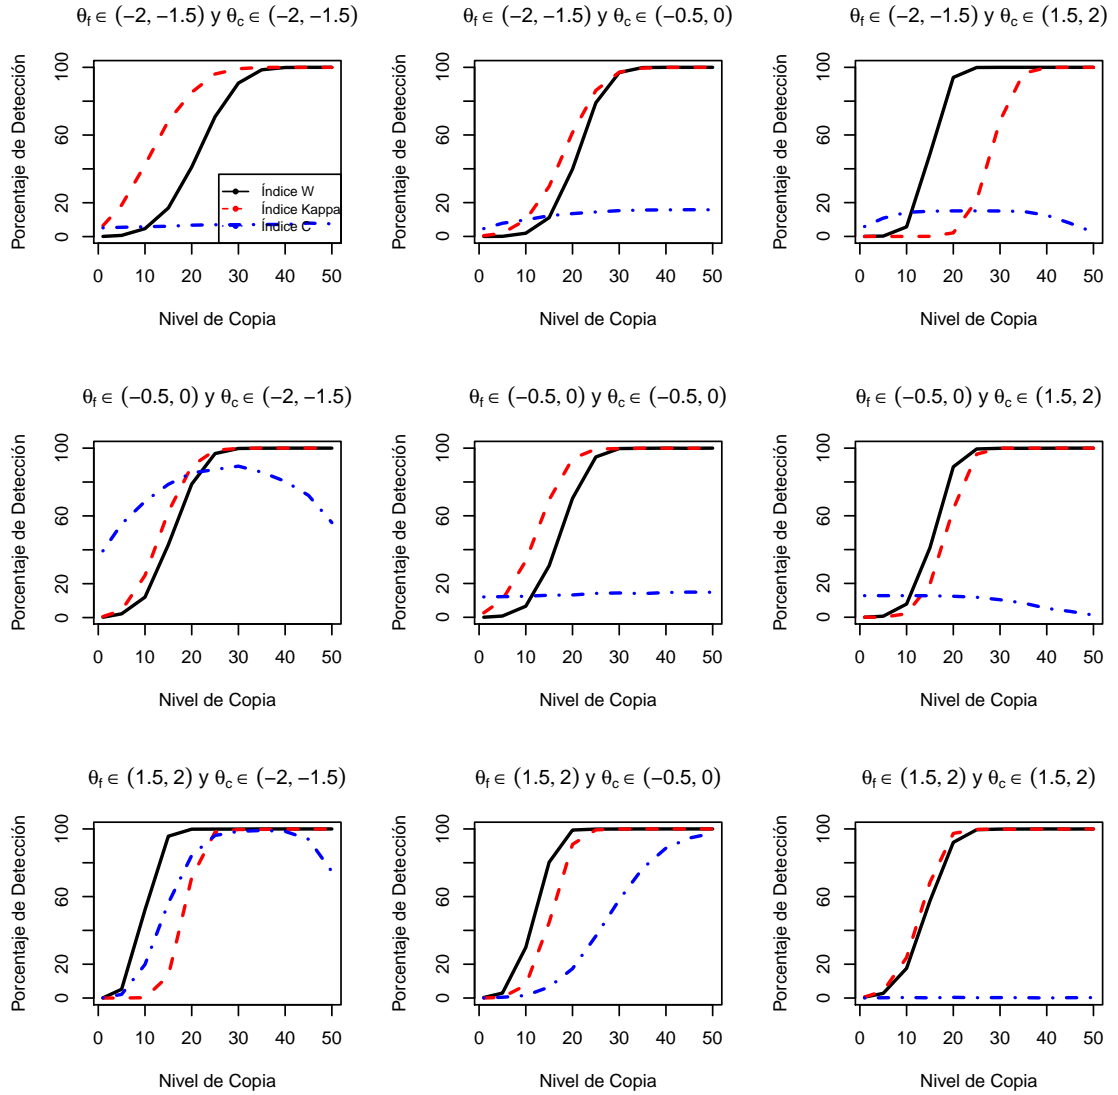 θf ∈ (−2, −1.5) y θc ∈ (−2, −1.5)
Porcentaje de Detección
0 20 60 100
Índice W
Índice Kappa
Índice C
0 10 20 30 40 50
Nivel de Copia
θf ∈ (−2, −1.5) y θc ∈ (−0.5, 0)
Porcentaje de Detección
0 20 60 100
0 10 20 30 40 50
Nivel de Copia
θf ∈ (−2, −1.5) y θc ∈ (1.5, 2)
Porcentaje de Detección
0 20 60 100
0 10 20 30 40 50
Nivel de Copia
θf ∈ (−0.5, 0) y θc ∈ (−2, −1.5)
Porcentaje de Detección
0 20 60 100
0 10 20 30 40 50
Nivel de Copia
θf ∈ (−0.5, 0) y θc ∈ (−0.5, 0)
Porcentaje de Detección
0 20 60 100
0 10 20 30 40 50
Nivel de Copia
θf ∈ (−0.5, 0) y θc ∈ (1.5, 2)
Porcentaje de Detección
0 20 60 100
0 10 20 30 40 50
Nivel de Copia
θf ∈ (1.5, 2) y θc ∈ (−2, −1.5)
Porcentaje de Detección
0 20 60 100
0 10 20 30 40 50
Nivel de Copia
θf ∈ (1.5, 2) y θc ∈ (−0.5, 0)
Porcentaje de Detección
0 20 60 100
0 10 20 30 40 50
Nivel de Copia
θf ∈ (1.5, 2) y θc ∈ (1.5, 2)
Porcentaje de Detección
0 20 60 100
0 10 20 30 40 50
Nivel de Copia